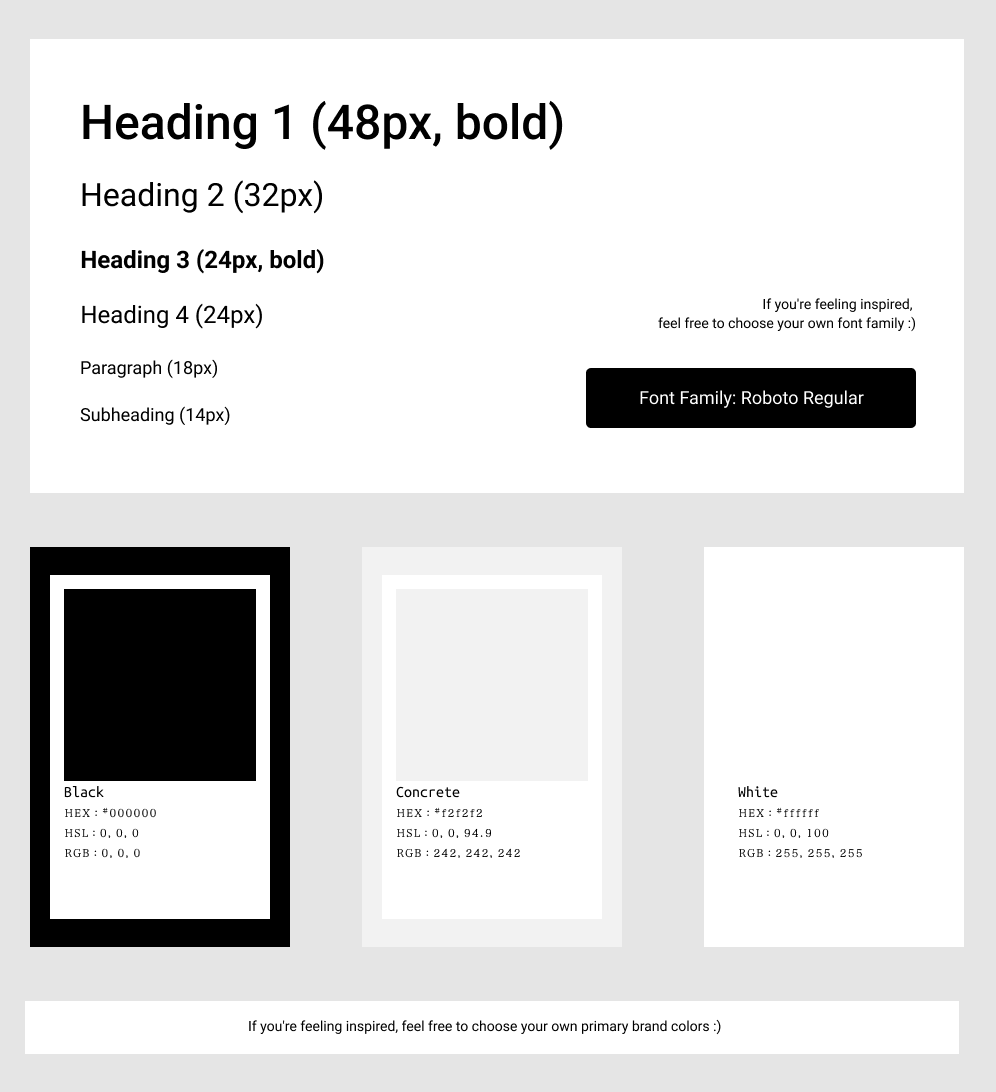 Heading 1 (48px, bold)
Heading 2 (32px)
Heading 3 (24px, bold)
Heading 4 (24px)
Paragraph (18px)
Subheading (14px)
If you're feeling inspired,
feel free to choose your own font family :)
Font Family: Roboto Regular
Black
HEX : #000000
HSL : 0, 0, 0
RGB : 0, 0, 0
Concrete
HEX : #f2f2f2
HSL : 0, 0, 94.9
RGB : 242, 242, 242
White
HEX : #ffffff
HSL : 0, 0, 100
RGB : 255, 255, 255
If you're feeling inspired, feel free to choose your own primary brand colors :)